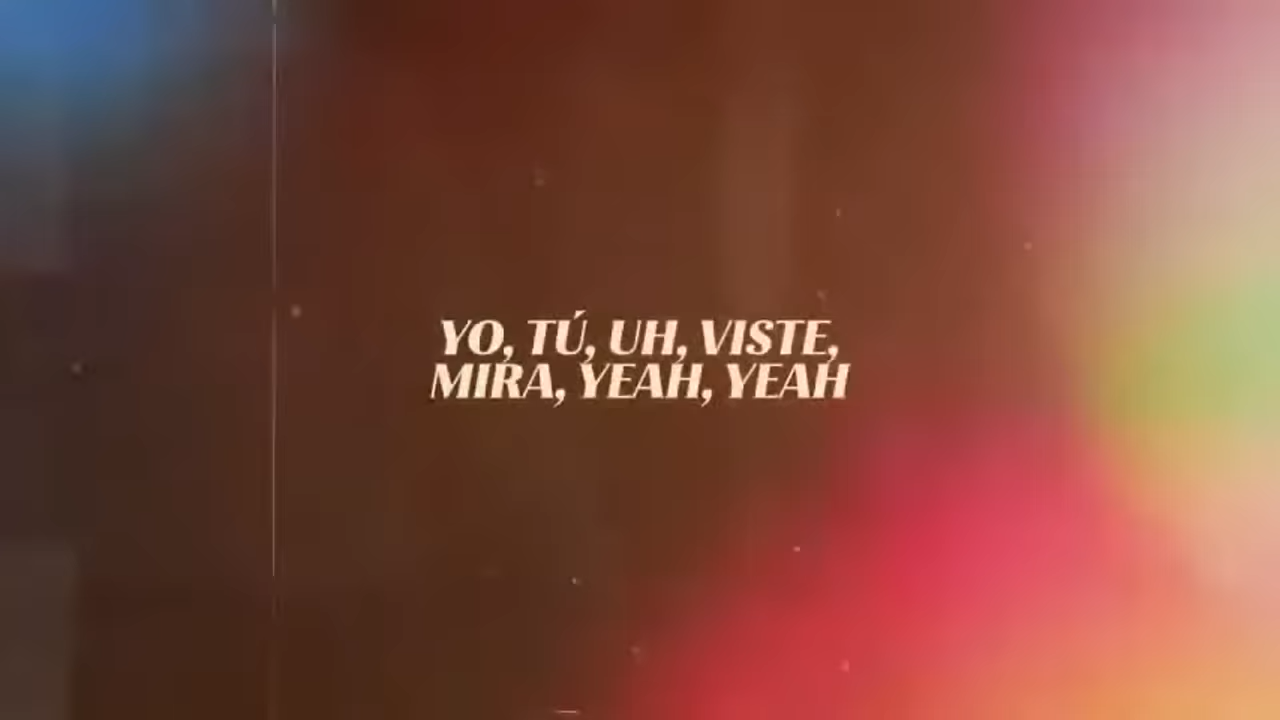 YO, TÚ, UH, VISTE,
MIRA, YEAH, YEAH